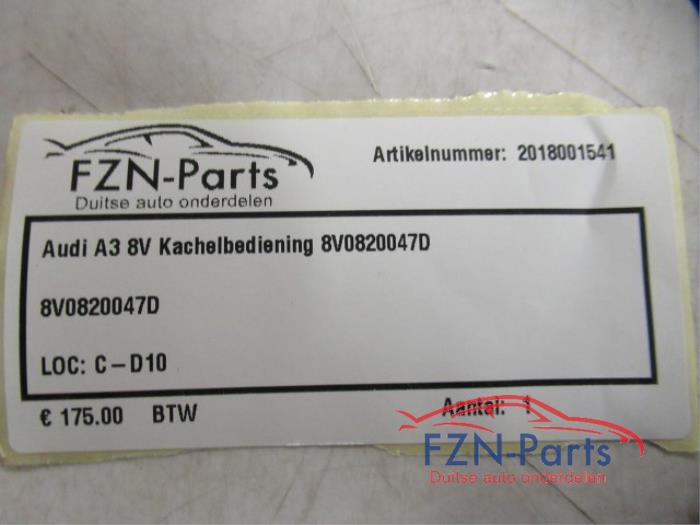 FZN-Parts
Duitse auto onderdelen
Artikelnummer: 2018001541
Audi A3 8V Kachelbediening 8V0820047D
8V0820047D
LOC: C-D10
€ 175.00 BTW
Aantal: 1
FZN-Parts
Duitse auto onderdelen